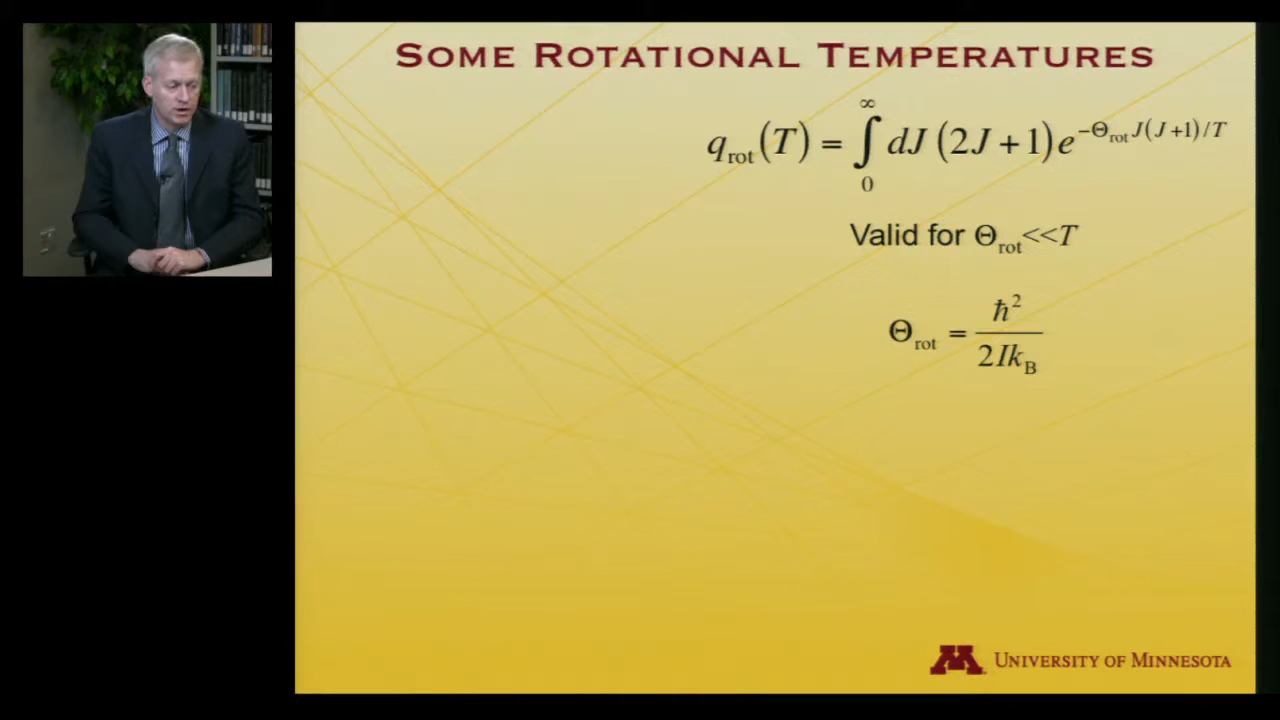 SOME ROTATIONAL TEMPERATURES
q_rot(T) = ∫_0^∞ dJ (2J + 1) e^{−Θ_rot J(J+1)/T}
Valid for Θ_rot<<T
Θ_rot = ħ² / 2Ik_B
UNIVERSITY OF MINNESOTA